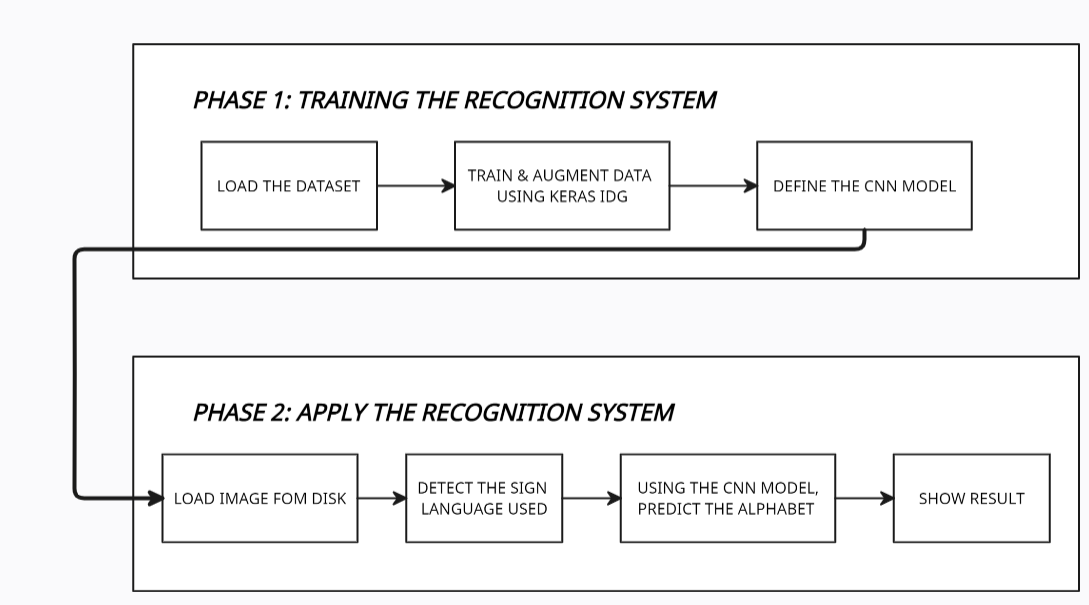 PHASE 1: TRAINING THE RECOGNITION SYSTEM
LOAD THE DATASET
TRAIN & AUGMENT DATA
USING KERAS IDG
DEFINE THE CNN MODEL
PHASE 2: APPLY THE RECOGNITION SYSTEM
LOAD IMAGE FOM DISK
DETECT THE SIGN
LANGUAGE USED
USING THE CNN MODEL,
PREDICT THE ALPHABET
SHOW RESULT